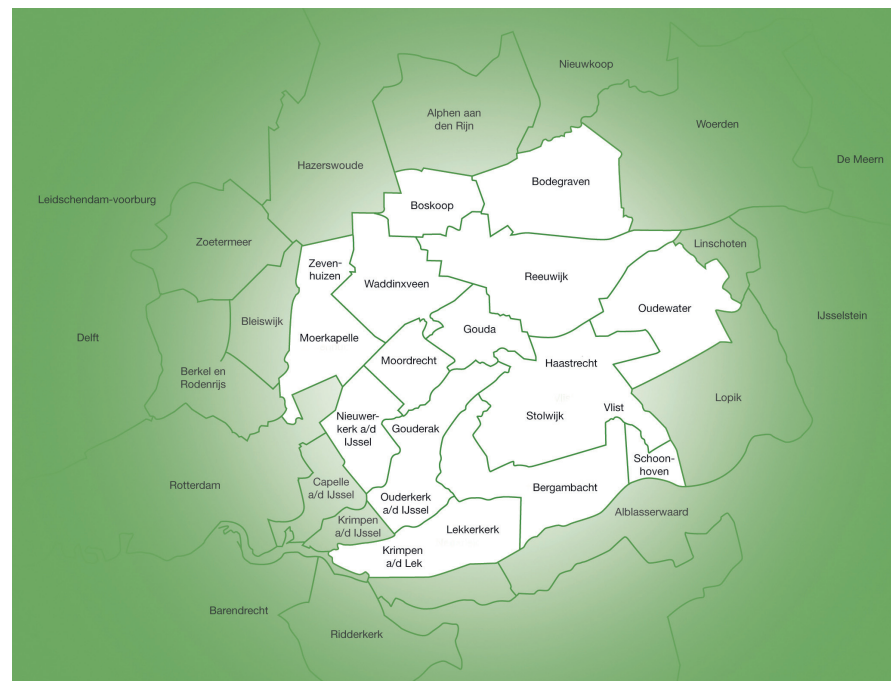 Nieuwkoop
Alphen aan
den Rijn
Woerden
De Meern
Hazerswoude
Bodegraven
Leidschendam-voorburg
Boskoop
Zoetermeer
Linschoten
Zeven-
huizen
Waddinxveen
Reeuwijk
Oudewater
IJsselstein
Bleiswijk
Gouda
Delft
Moerkapelle
Moordrecht
Haastrecht
Berkel en
Rodenrijs
Lopik
Nieuwer-
kerk a/d
IJssel
Gouderak
Stolwijk
Vlist
Schoon-
hoven
Rotterdam
Capelle
a/d IJssel
Ouderkerk
a/d IJssel
Bergambacht
Alblasserwaard
Krimpen
a/d IJssel
Lekkerkerk
Krimpen
a/d Lek
Barendrecht
Ridderkerk